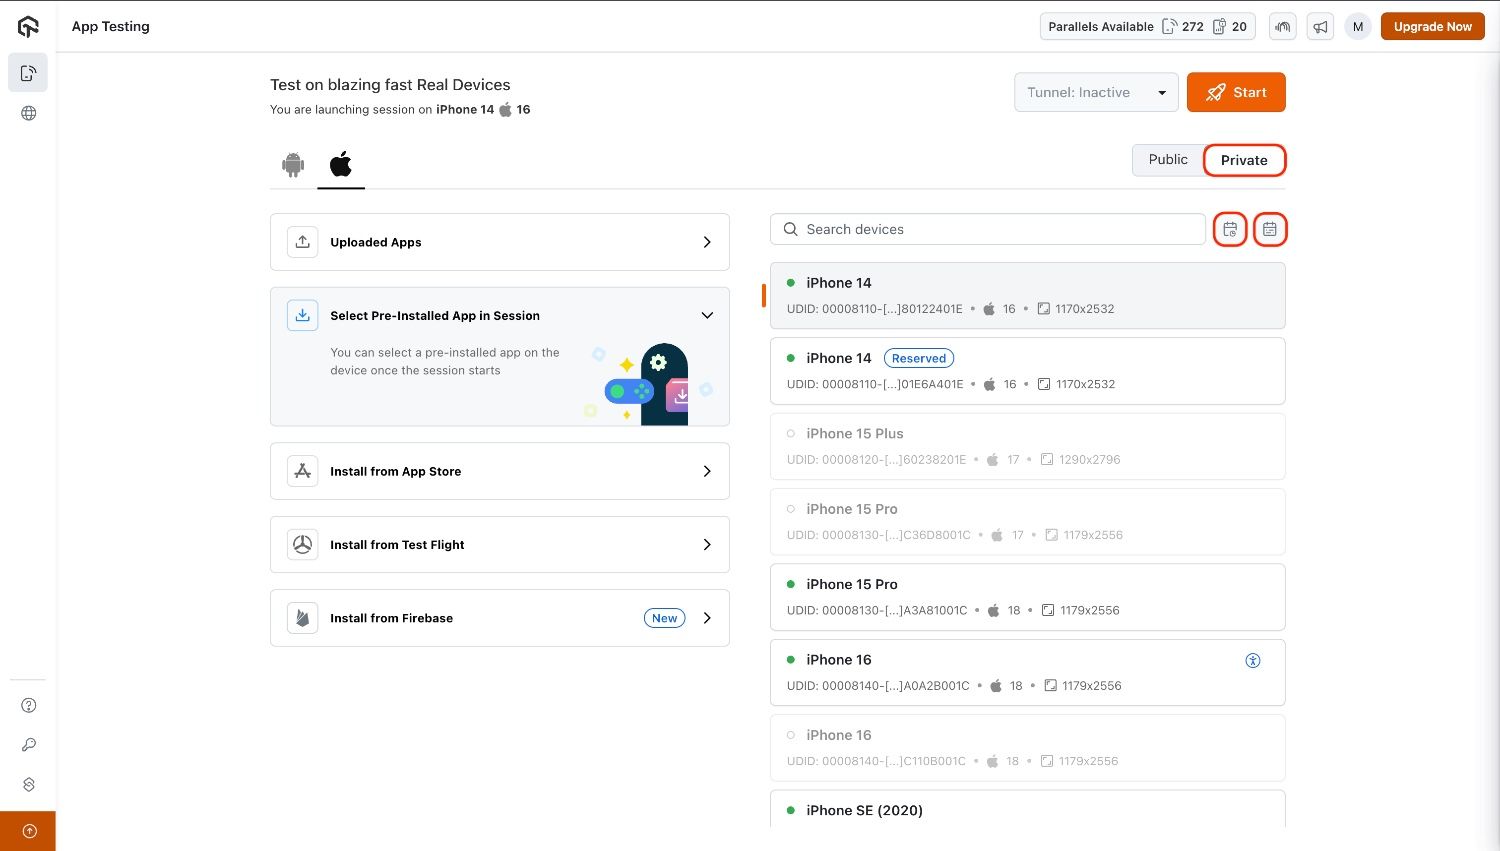 App Testing
Parallels Available 272 20
M
Upgrade Now
Test on blazing fast Real Devices
You are launching session on iPhone 14 16
Tunnel: Inactive
Start
Public
Private
Uploaded Apps
Select Pre-Installed App in Session
You can select a pre-installed app on the
device once the session starts
Install from App Store
Install from Test Flight
Install from Firebase
New
Search devices
iPhone 14
UDID: 00008110-[...]80122401E • 16 • 1170x2532
iPhone 14 Reserved
UDID: 00008110-[...]01E6A401E • 16 • 1170x2532
iPhone 15 Plus
UDID: 00008120-[...]60238201E • 17 • 1290x2796
iPhone 15 Pro
UDID: 00008130-[...]C36D8001C • 17 • 1179x2556
iPhone 15 Pro
UDID: 00008130-[...]A3A81001C • 18 • 1179x2556
iPhone 16
UDID: 00008140-[...]A0A2B001C • 18 • 1179x2556
iPhone 16
UDID: 00008140-[...]C110B001C • 18 • 1179x2556
iPhone SE (2020)